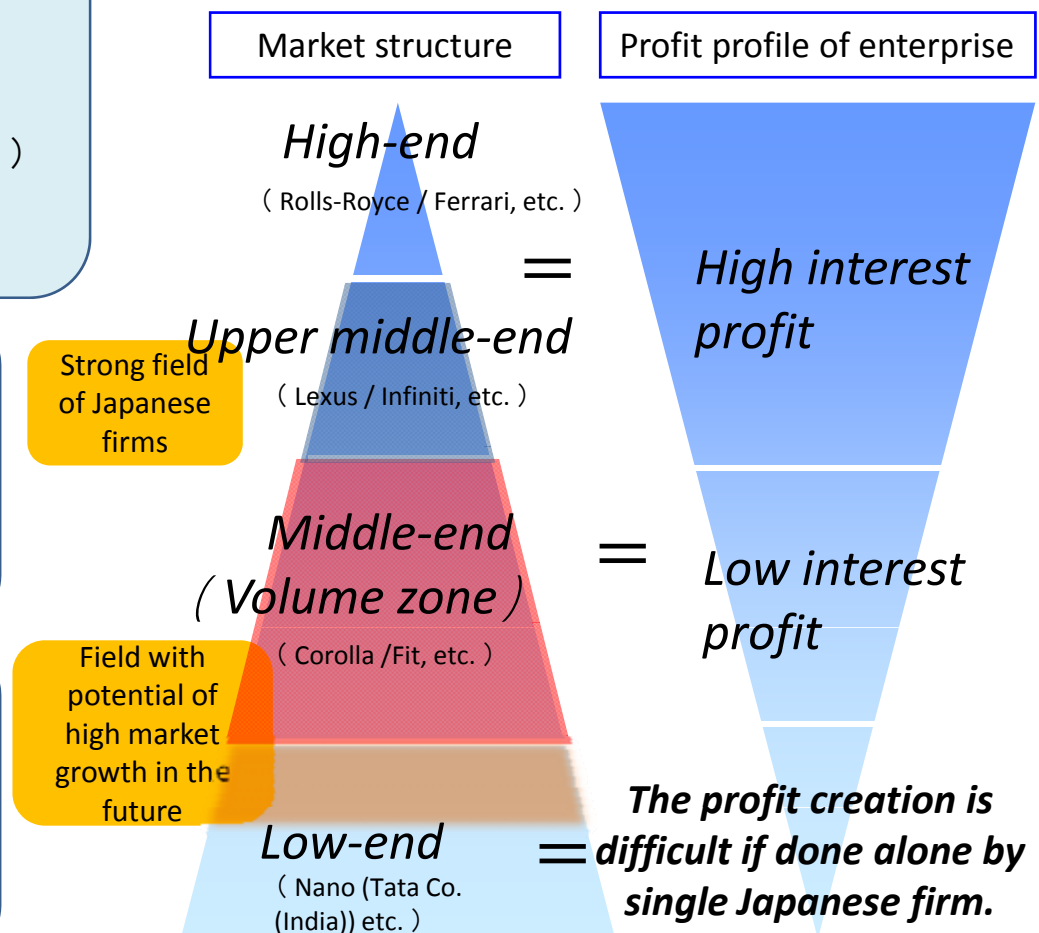 ）
Market structure
Profit profile of enterprise
High-end
（ Rolls-Royce / Ferrari, etc. ）
=
High interest
profit
Upper middle-end
（ Lexus / Infiniti, etc. ）
Strong field
of Japanese
firms
Middle-end
（ Volume zone ）
（ Corolla /Fit, etc. ）
=
Low interest
profit
Field with
potential of
high market
growth in the
future
Low-end
（ Nano (Tata Co.
(India)) etc. ）
=
The profit creation is
difficult if done alone by
single Japanese firm.